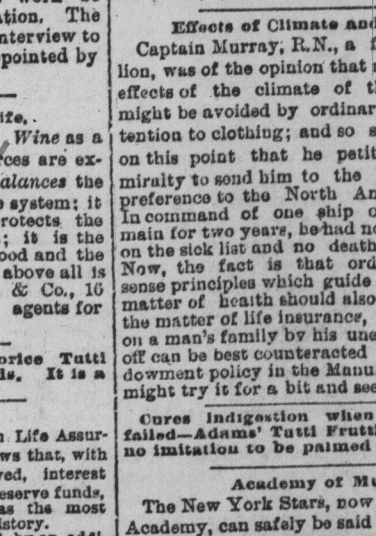 ation. The
nterview to
pointed by
ife.
Wine as a
rces are ex-
alances the
system; it
rotects the
; it is the
ood and the
above all is
& Co., 16
agents for
orice Tutti
ls. It is a
Life Assur-
ws that, with
ved, interest
eserve funds,
as the most
istory.
Effects of Climate and
Captain Murray, R.N., a f
lion, was of the opinion that
effects of the climate of t
might be avoided by ordinar
tention to clothing; and so s
on this point that he petit
miralty to send him to the
preference to the North An
In command of one ship o
main for two years, he had no
on the sick list and no death
Now, the fact is that ord
sense principles which guide
matter of health should also
the matter of life insurance,
on a man's family by his une
off can be best counteracted
dowment policy in the Manu
might try it for a bit and see
Cures Indigestion when
failed—Adams' Tutti Frutti
no imitation to be palmed
Academy of Mu
The New York Stars, now
Academy, can safely be said